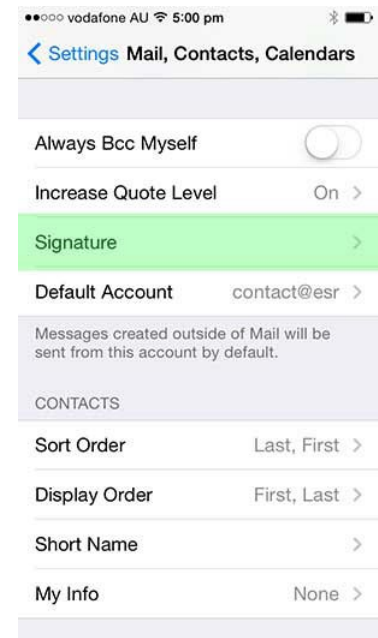 vodafone AU 5:00 pm
Settings Mail, Contacts, Calendars
Always Bcc Myself
Increase Quote Level On
Signature
Default Account contact@esr
Messages created outside of Mail will be
sent from this account by default.
CONTACTS
Sort Order Last, First
Display Order First, Last
Short Name
My Info None